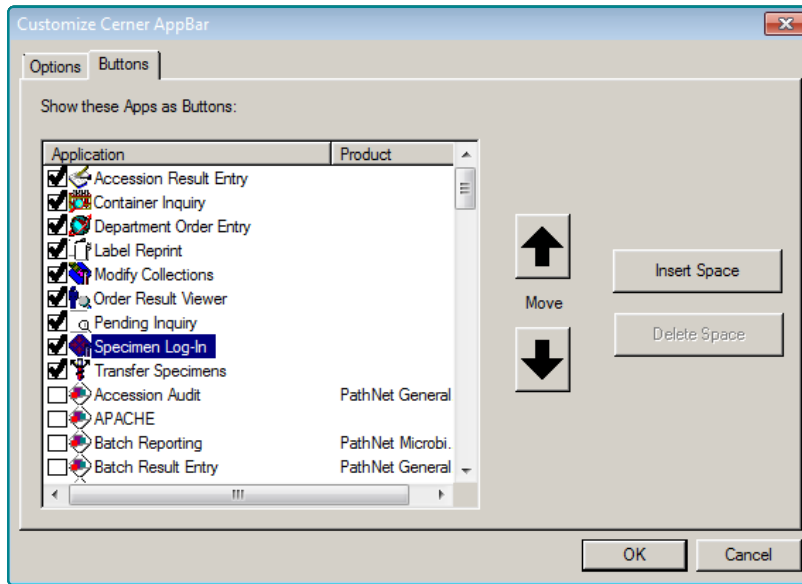 Customize Cerner AppBar
Options Buttons
Show these Apps as Buttons:
Application Product
Accession Result Entry
Container Inquiry
Department Order Entry
Label Reprint
Modify Collections
Order Result Viewer
Pending Inquiry
Specimen Log-In
Transfer Specimens
Accession Audit PathNet General
APACHE
Batch Reporting PathNet Microbi.
Batch Result Entry PathNet General
Move
Insert Space
Delete Space
OK Cancel